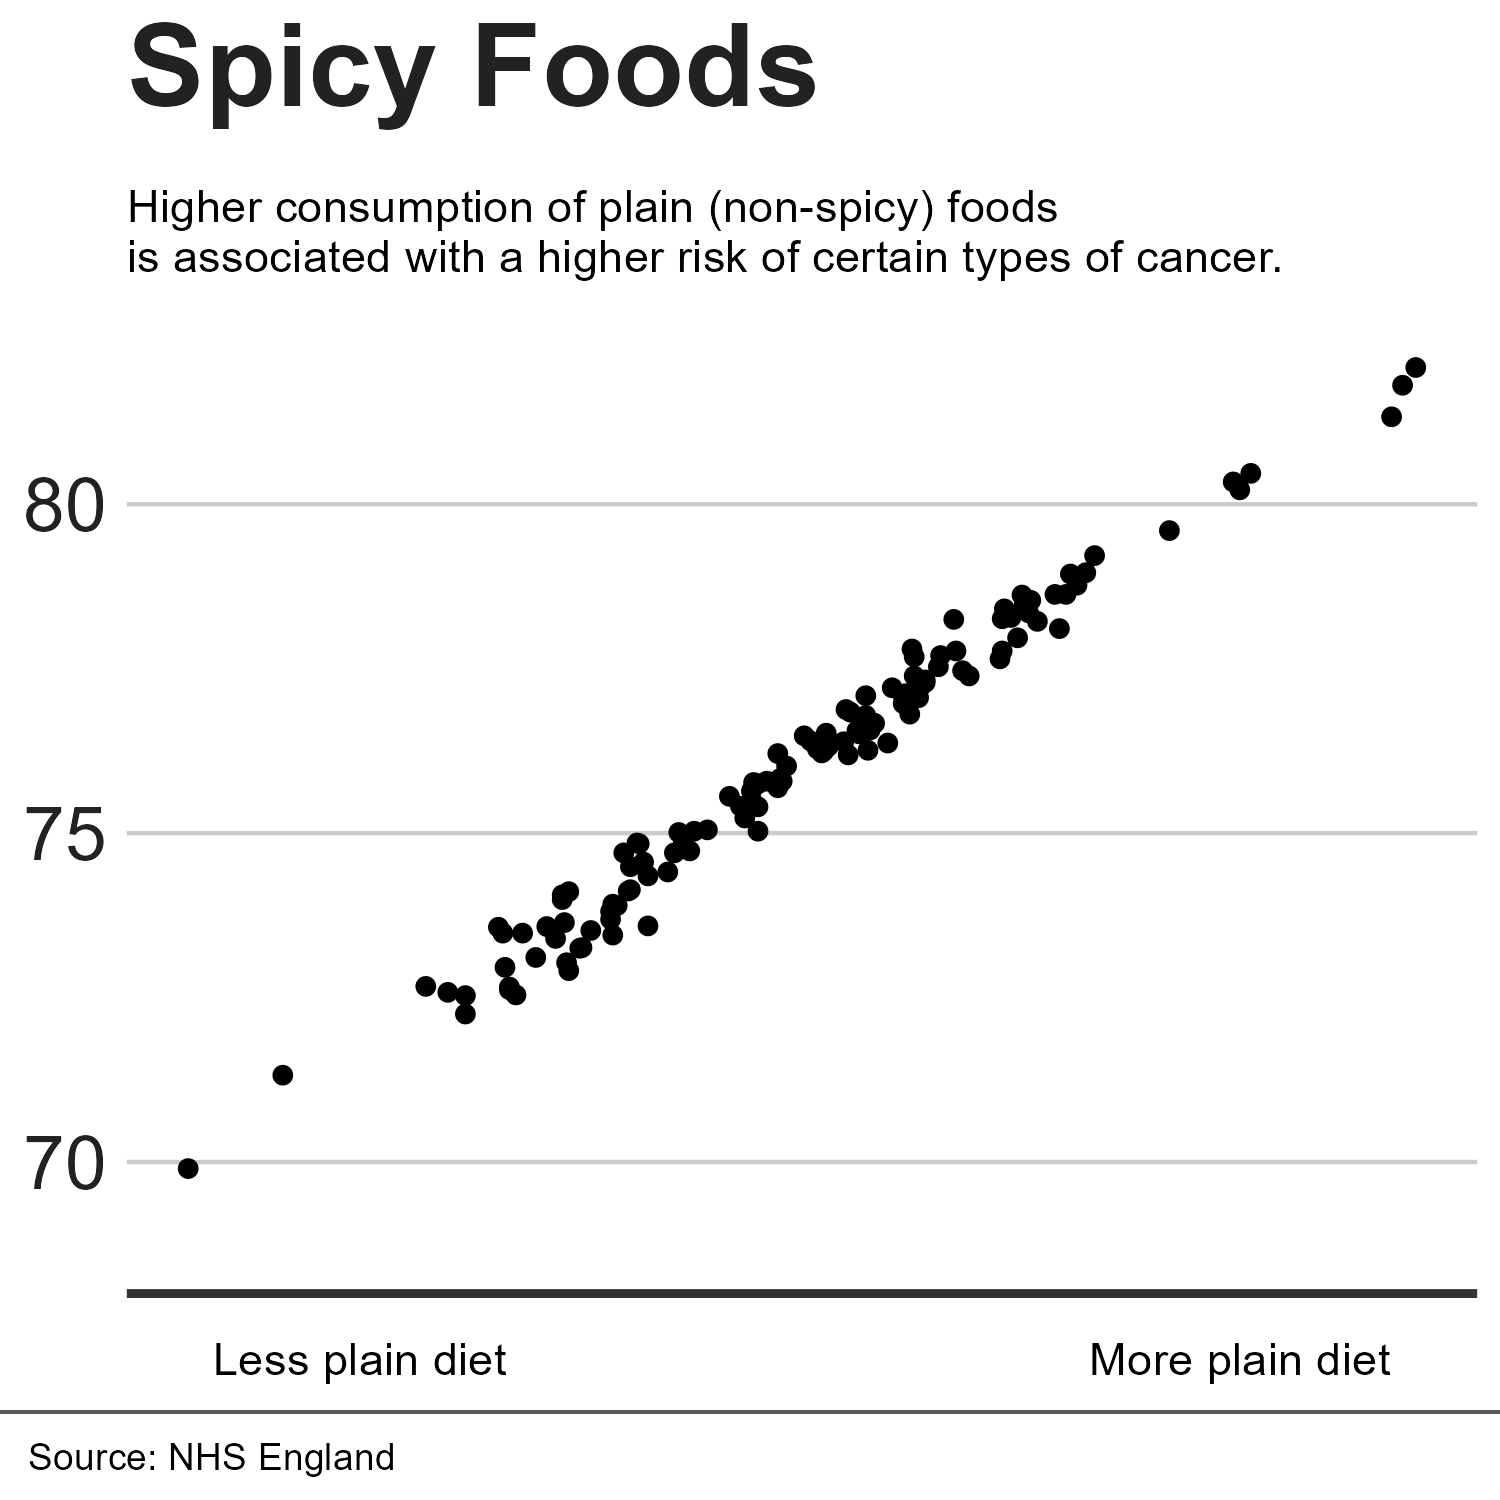 Spicy Foods
Higher consumption of plain (non-spicy) foods
is associated with a higher risk of certain types of cancer.
80
75
70
Less plain diet More plain diet
Source: NHS England